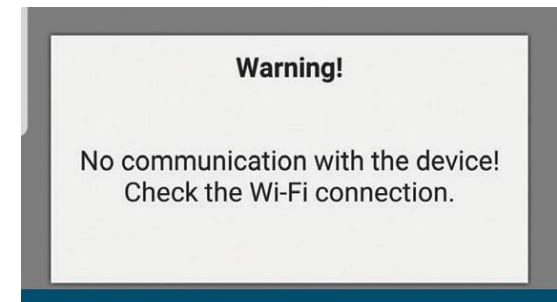 Warning!
No communication with the device!
Check the Wi-Fi connection.